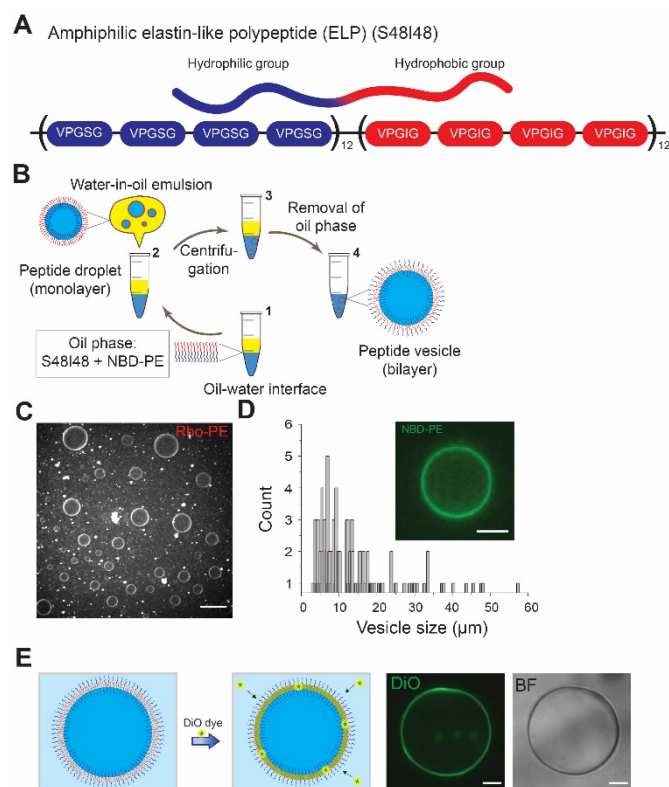 A
Amphiphilic elastin-like polypeptide (ELP) (S48I48)
Hydrophilic group
Hydrophobic group
( VPGSG VPGSG VPGSG VPGSG )12 ( VPGIG VPGIG VPGIG VPGIG )12
B
Water-in-oil emulsion
2
Peptide droplet
(monolayer)
Centrifu-
gation
3
Removal of
oil phase
4
Peptide vesicle
(bilayer)
1
Oil phase:
S48I48 + NBD-PE
Oil-water interface
C
Rho-PE
D
NBD-PE
Count
6
5
4
3
2
1
0
10
20
30
40
50
60
Vesicle size (µm)
E
DiO dye
DiO
BF